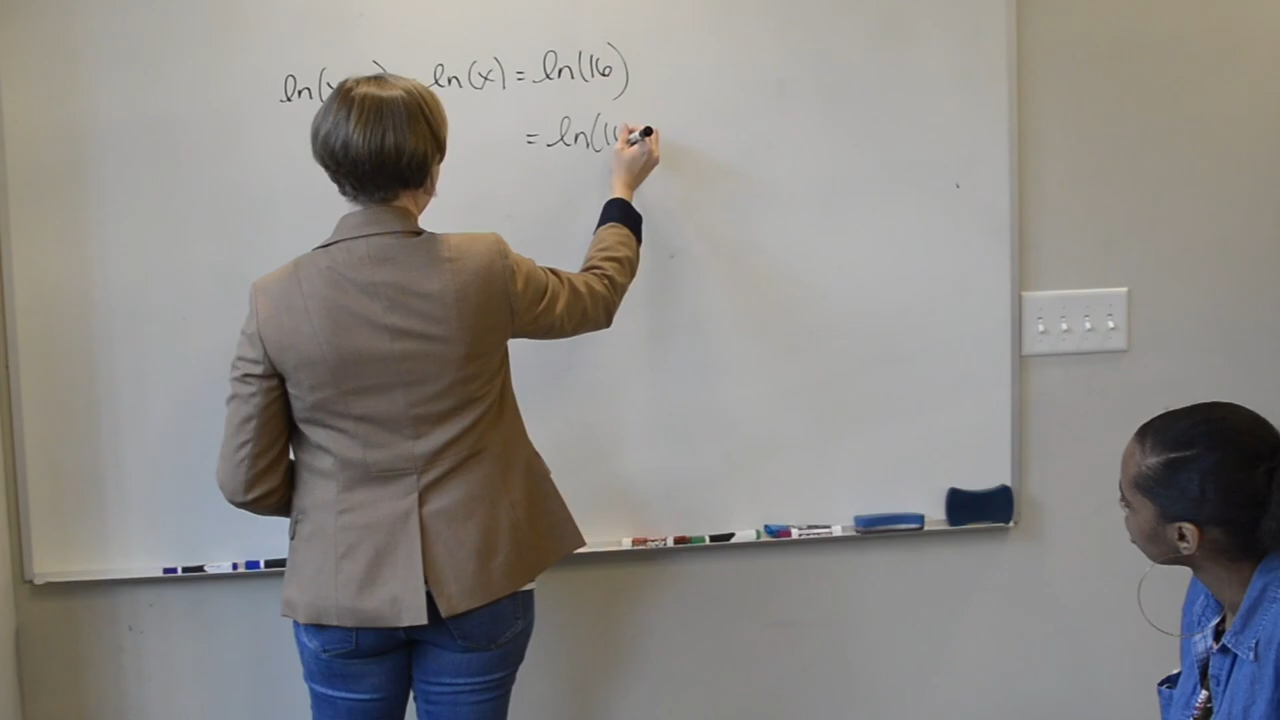 ln( ) ln(x) = ln(16)
= ln(1